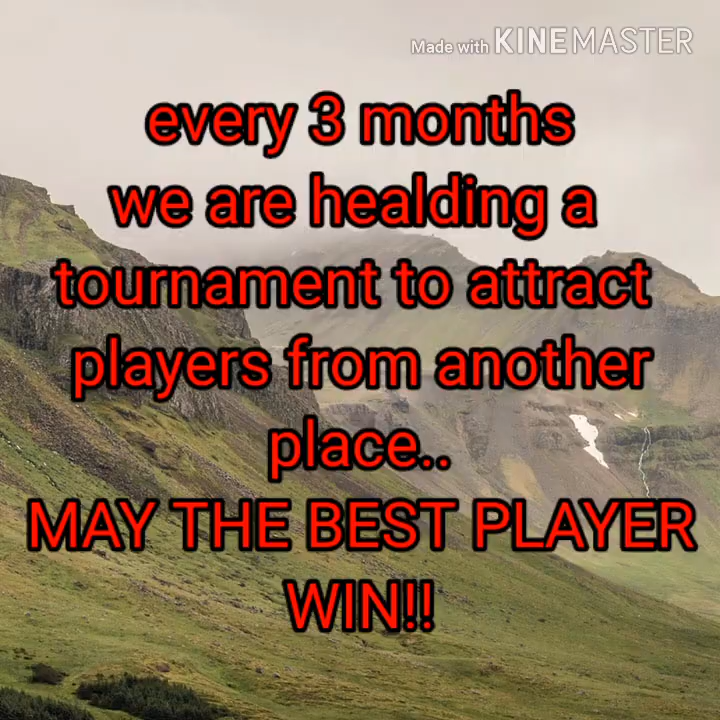 Made with KINEMASTER
every 3 months
we are healding a
tournament to attract
players from another
place..
MAY THE BEST PLAYER
WIN!!